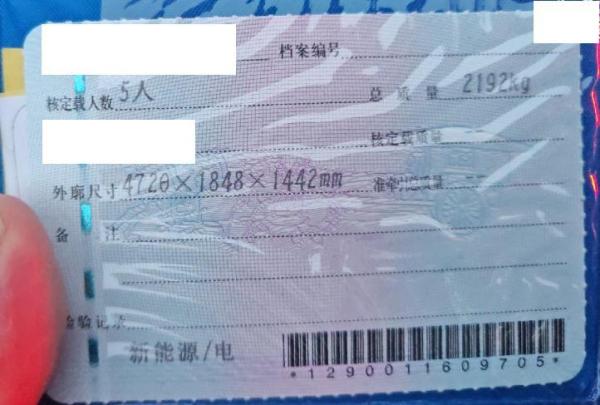 档案编号
核定载人数 5人 总质量 2192kg
核定载质量
外廓尺寸 4720×1848×1442mm 准牵引总质量
备注
检验记录
新能源/电
*1290011609705*